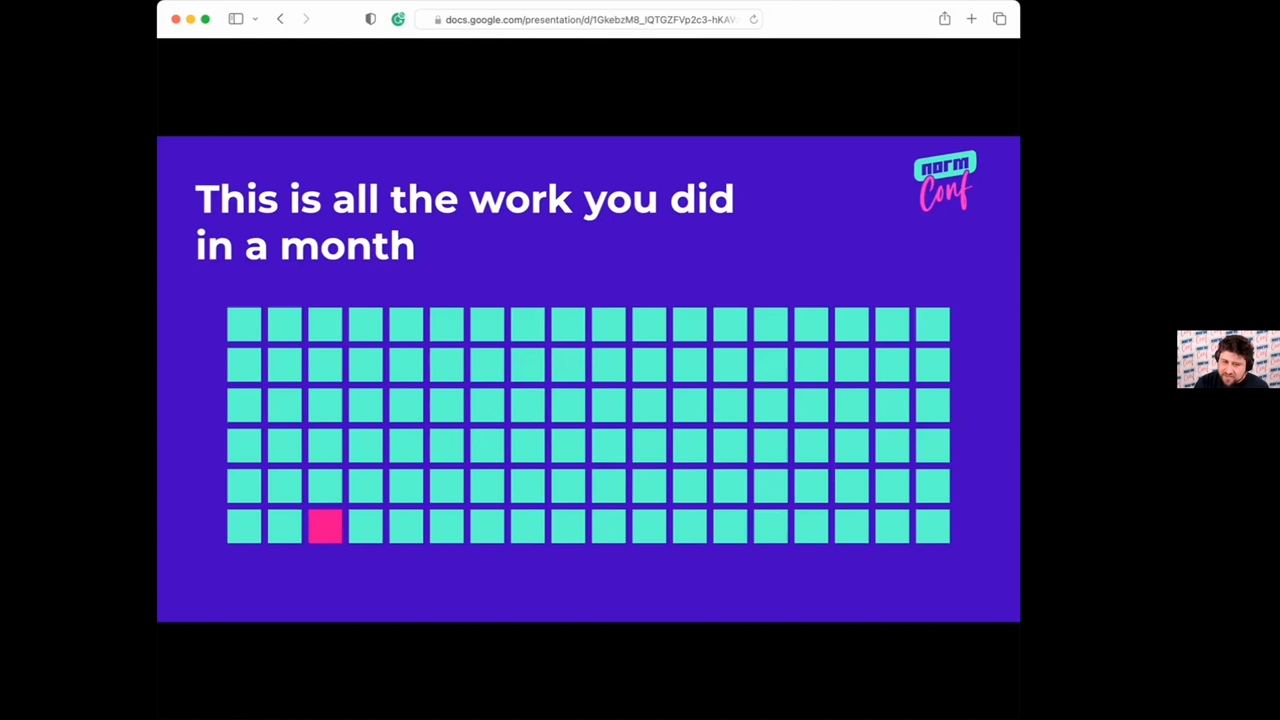 docs.google.com/presentation/d/1GkebzM8_IQTGZFVp2c3-hKAV
norm
Conf
This is all the work you did
in a month